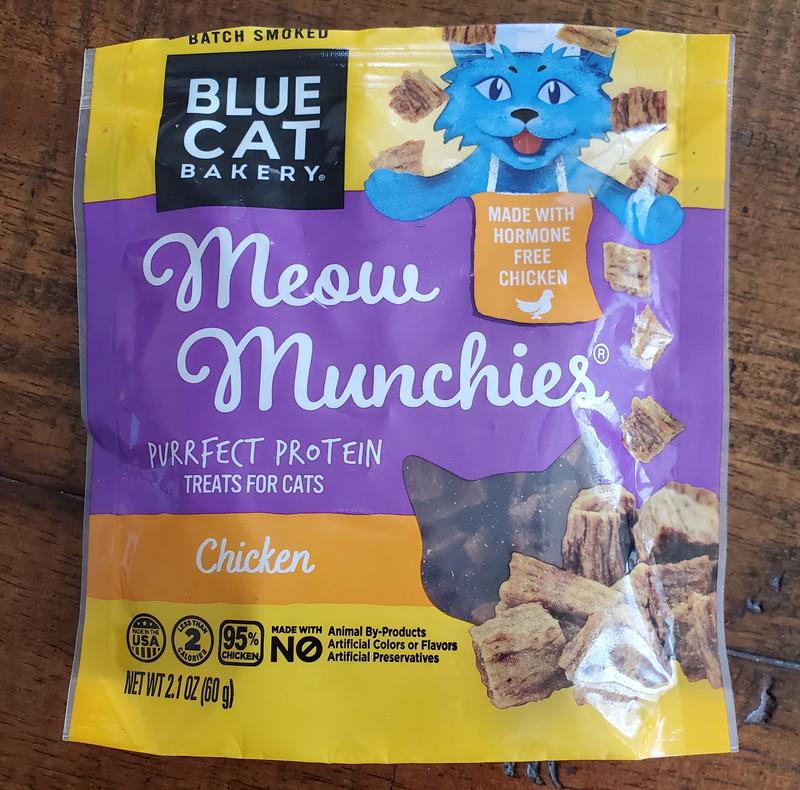 BATCH SMOKED
BLUE
CAT
BAKERY®
MADE WITH
HORMONE
FREE
CHICKEN
Meow
Munchies®
PURRFECT PROTEIN
TREATS FOR CATS
Chicken
MADE IN THE
USA
LESS THAN
2
CALORIES
95%
CHICKEN
MADE WITH
NO
Animal By-Products
Artificial Colors or Flavors
Artificial Preservatives
NET WT 2.1 OZ (60 g)